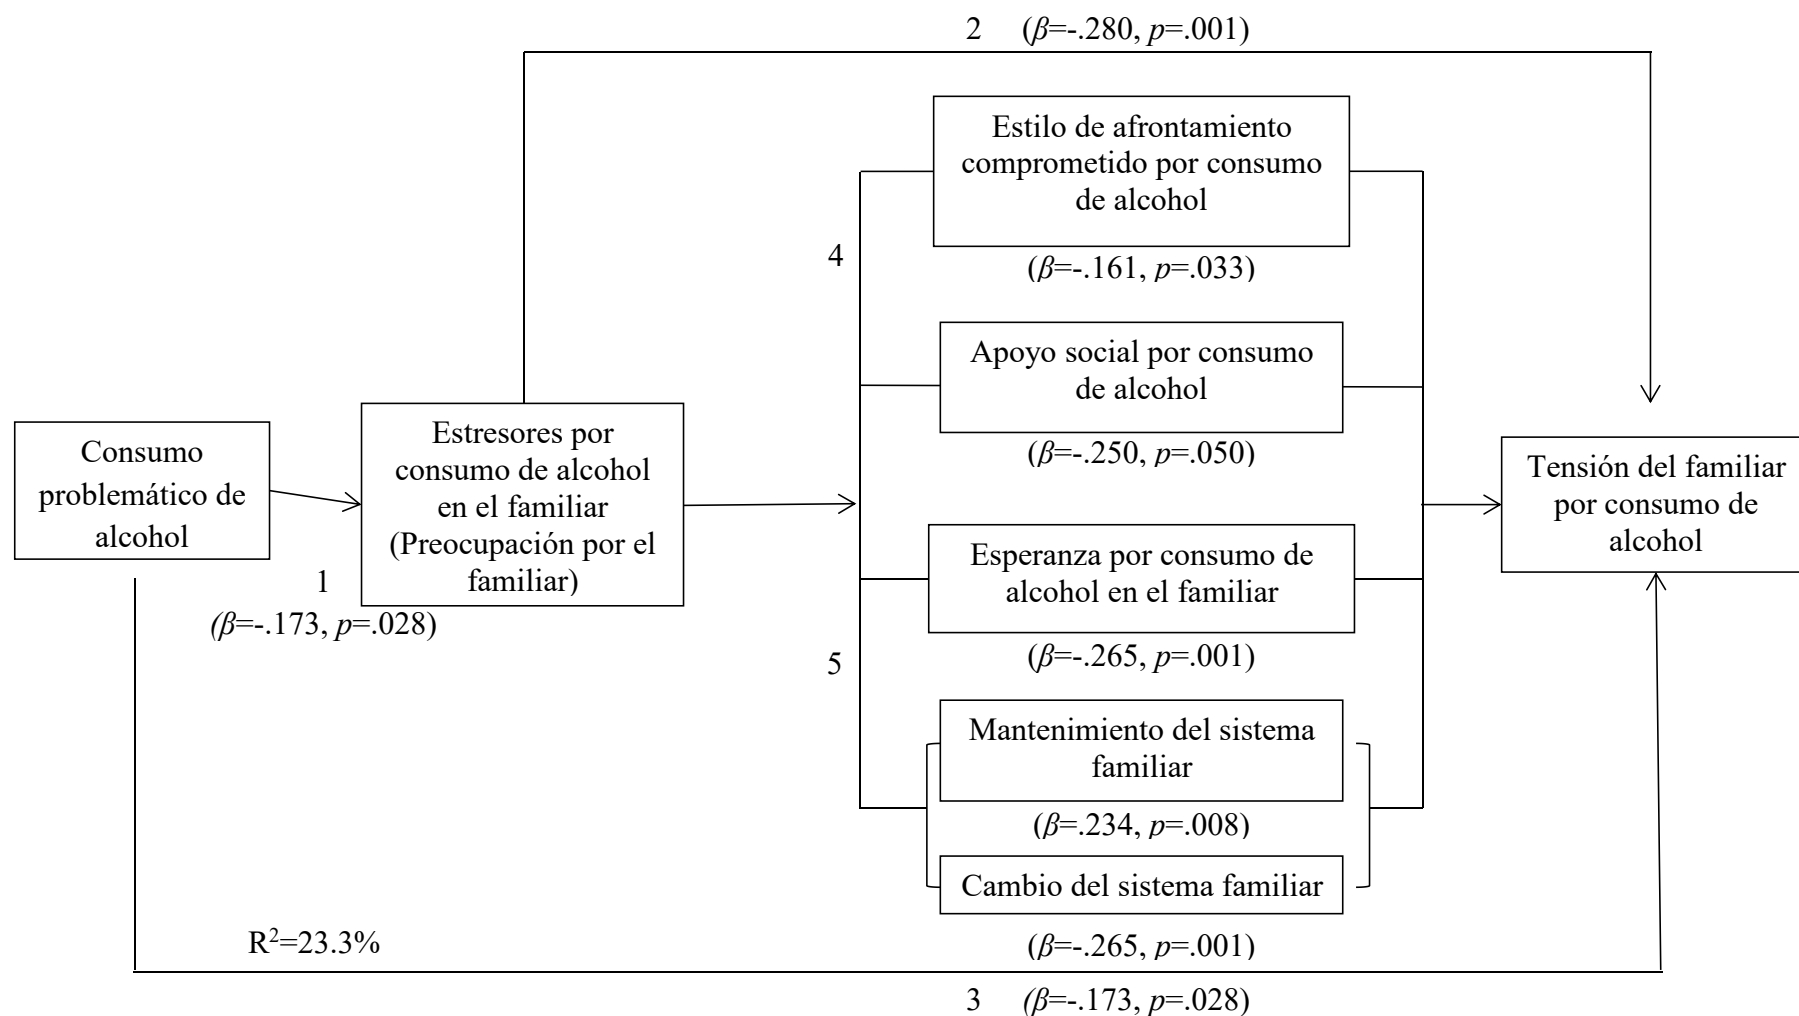 2 (β=-.280, p=.001)
Estilo de afrontamiento
comprometido por consumo
de alcohol
4
(β=-.161, p=.033)
Apoyo social por consumo
de alcohol
(β=-.250, p=.050)
Consumo
problemático de
alcohol
Estresores por
consumo de alcohol
en el familiar
(Preocupación por el
familiar)
1
(β=-.173, p=.028)
Tensión del familiar
por consumo de
alcohol
Esperanza por consumo de
alcohol en el familiar
(β=-.265, p=.001)
5
Mantenimiento del sistema
familiar
(β=.234, p=.008)
Cambio del sistema familiar
(β=-.265, p=.001)
R²=23.3%
3 (β=-.173, p=.028)